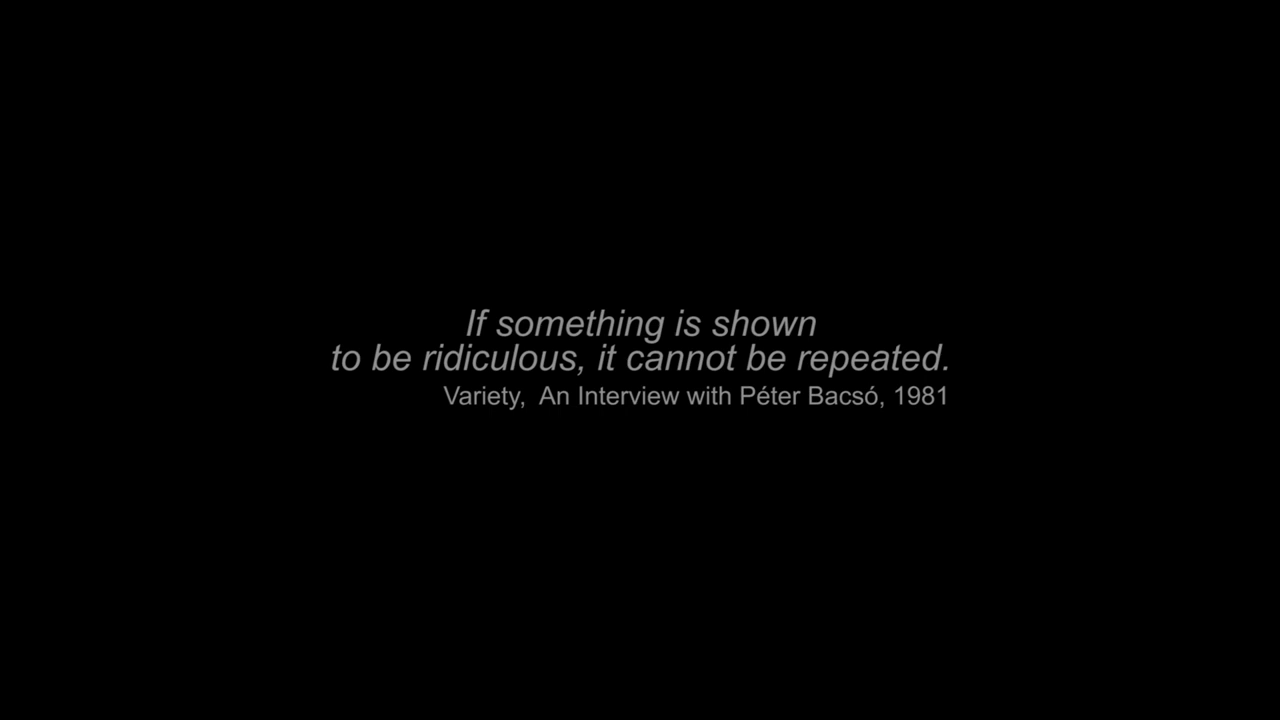 If something is shown
to be ridiculous, it cannot be repeated.
Variety,  An Interview with Péter Bacsó, 1981